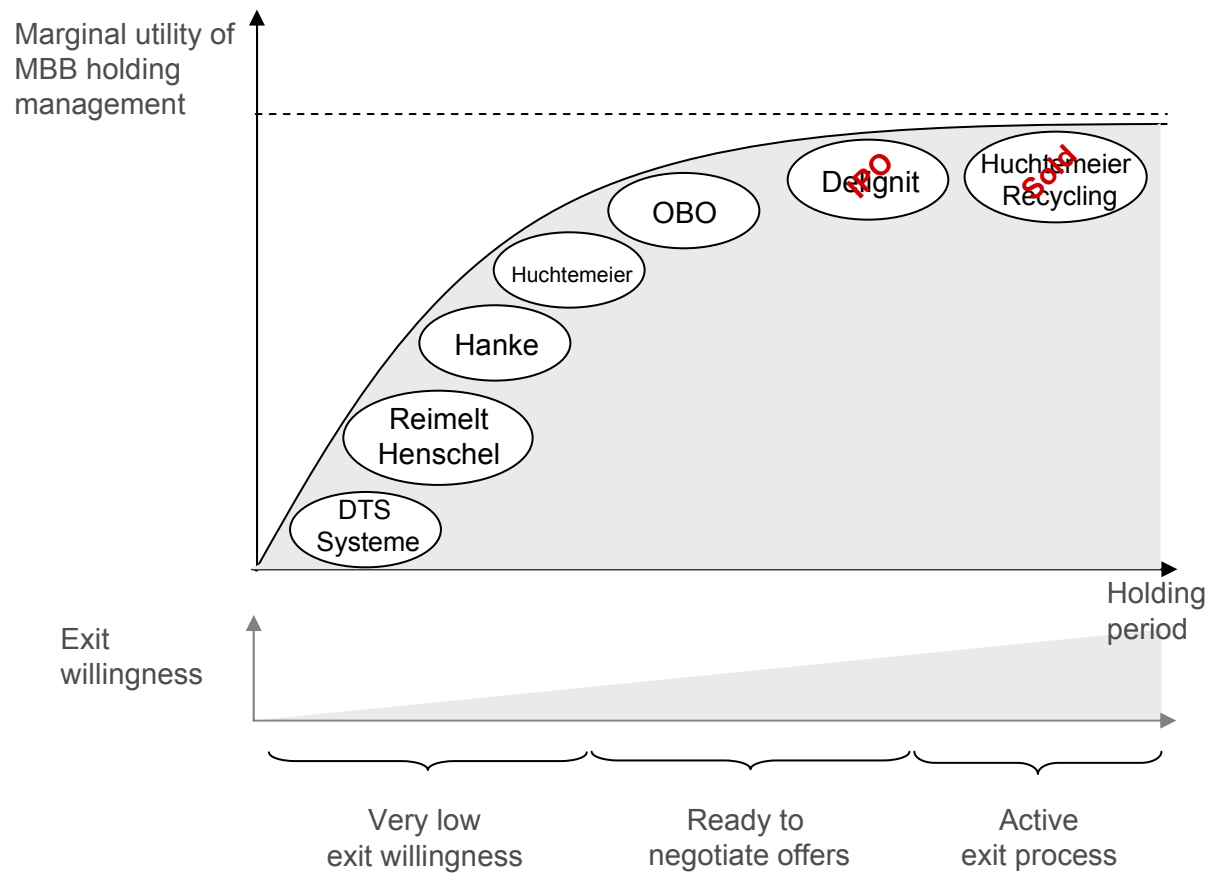 Marginal utility of
MBB holding
management
Delignit
IPO
Huchtemeier
Recycling
Sold
OBO
Huchtemeier
Hanke
Reimelt
Henschel
DTS
Systeme
Holding
period
Exit
willingness
Very low
exit willingness
Ready to
negotiate offers
Active
exit process